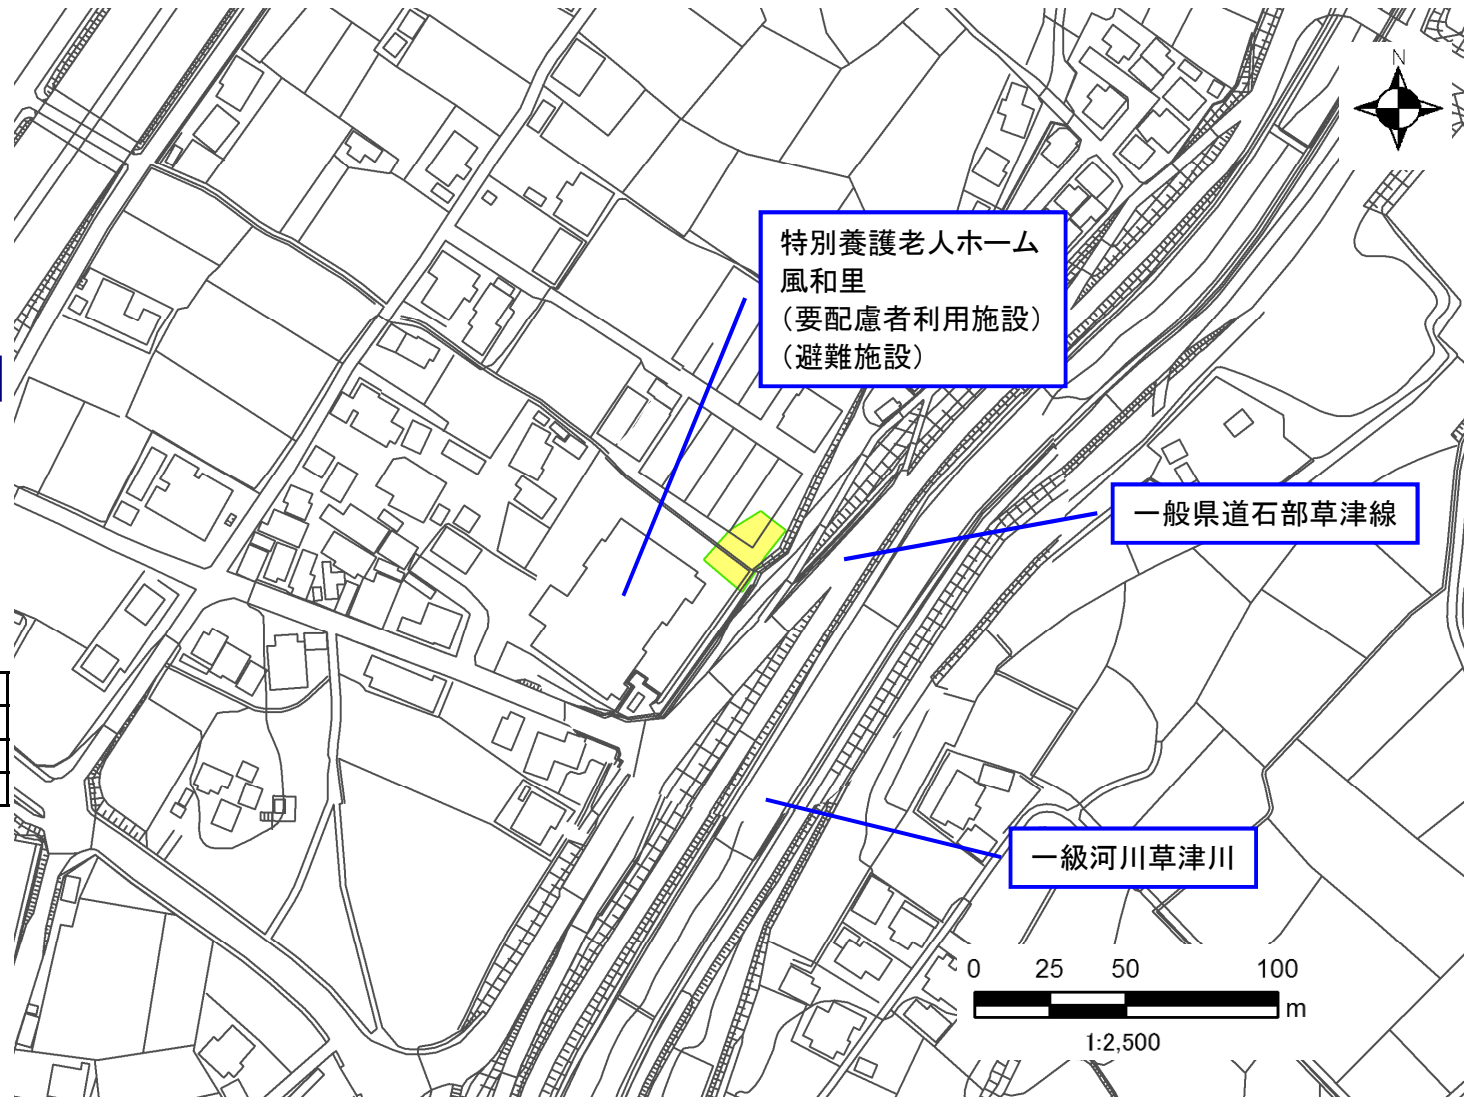 N
特別養護老人ホーム
風和里
（要配慮者利用施設）
（避難施設）
一般県道石部草津線
一級河川草津川
0 25 50 100
m
1:2,500